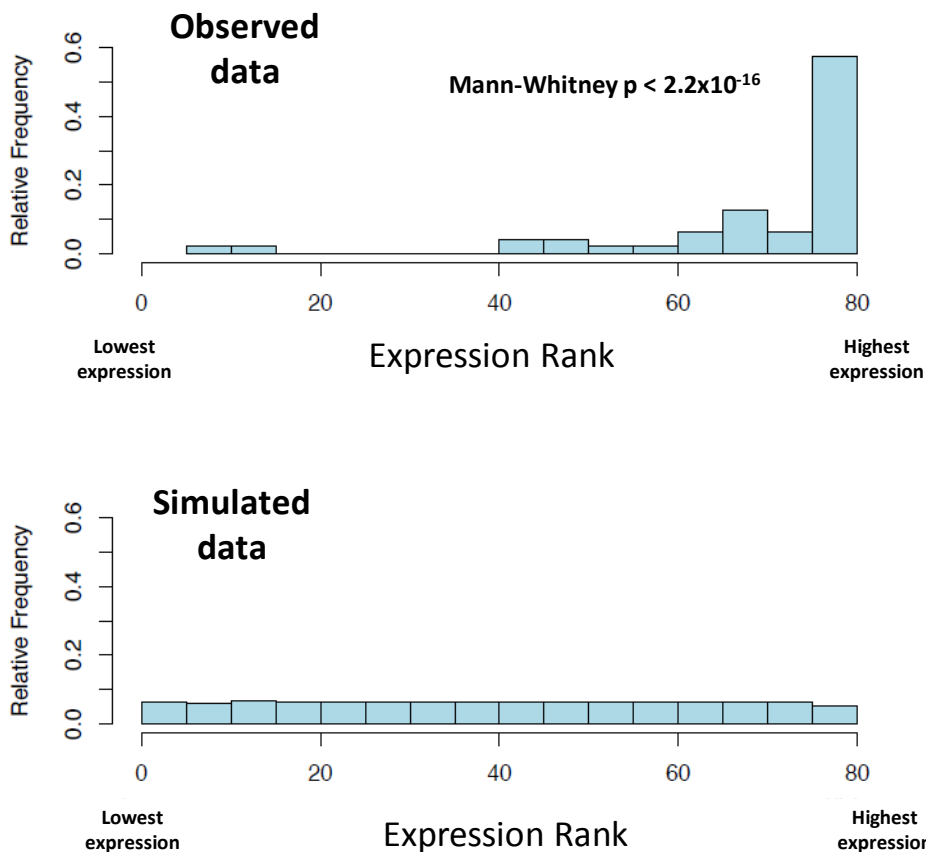 Observed
data
Mann-Whitney p < 2.2x10⁻¹⁶
Relative Frequency
0.6
0.4
0.2
0.0
0 20 40 60 80
Lowest
expression
Expression Rank
Highest
expression
Simulated
data
Relative Frequency
0.6
0.4
0.2
0.0
0 20 40 60 80
Lowest
expression
Expression Rank
Highest
expression